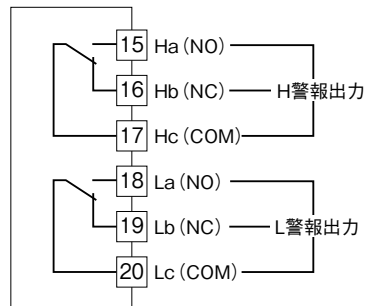 15 Ha (NO)
16 Hb (NC) H警報出力
17 Hc (COM)
18 La (NO)
19 Lb (NC) L警報出力
20 Lc (COM)